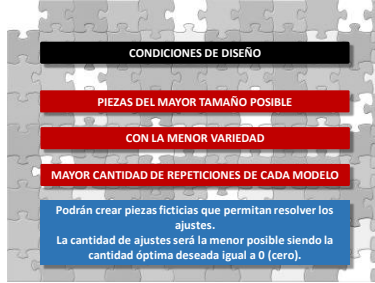 CONDICIONES DE DISEÑO
PIEZAS DEL MAYOR TAMAÑO POSIBLE
CON LA MENOR VARIEDAD
MAYOR CANTIDAD DE REPETICIONES DE CADA MODELO
Podrán crear piezas ficticias que permitan resolver los
ajustes.
La cantidad de ajustes será la menor posible siendo la
cantidad óptima deseada igual a 0 (cero).